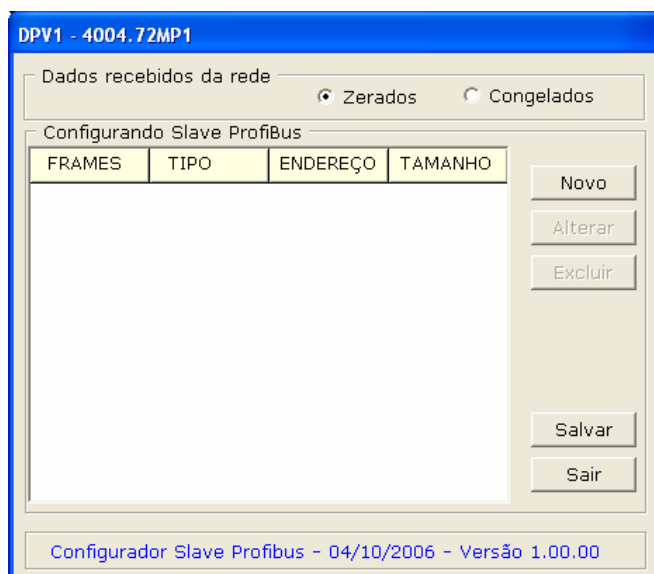 DPV1 - 4004.72MP1
Dados recebidos da rede
Zerados Congelados
Configurando Slave ProfiBus
FRAMES TIPO ENDEREÇO TAMANHO
Novo
Alterar
Excluir
Salvar
Sair
Configurador Slave Profibus - 04/10/2006 - Versão 1.00.00